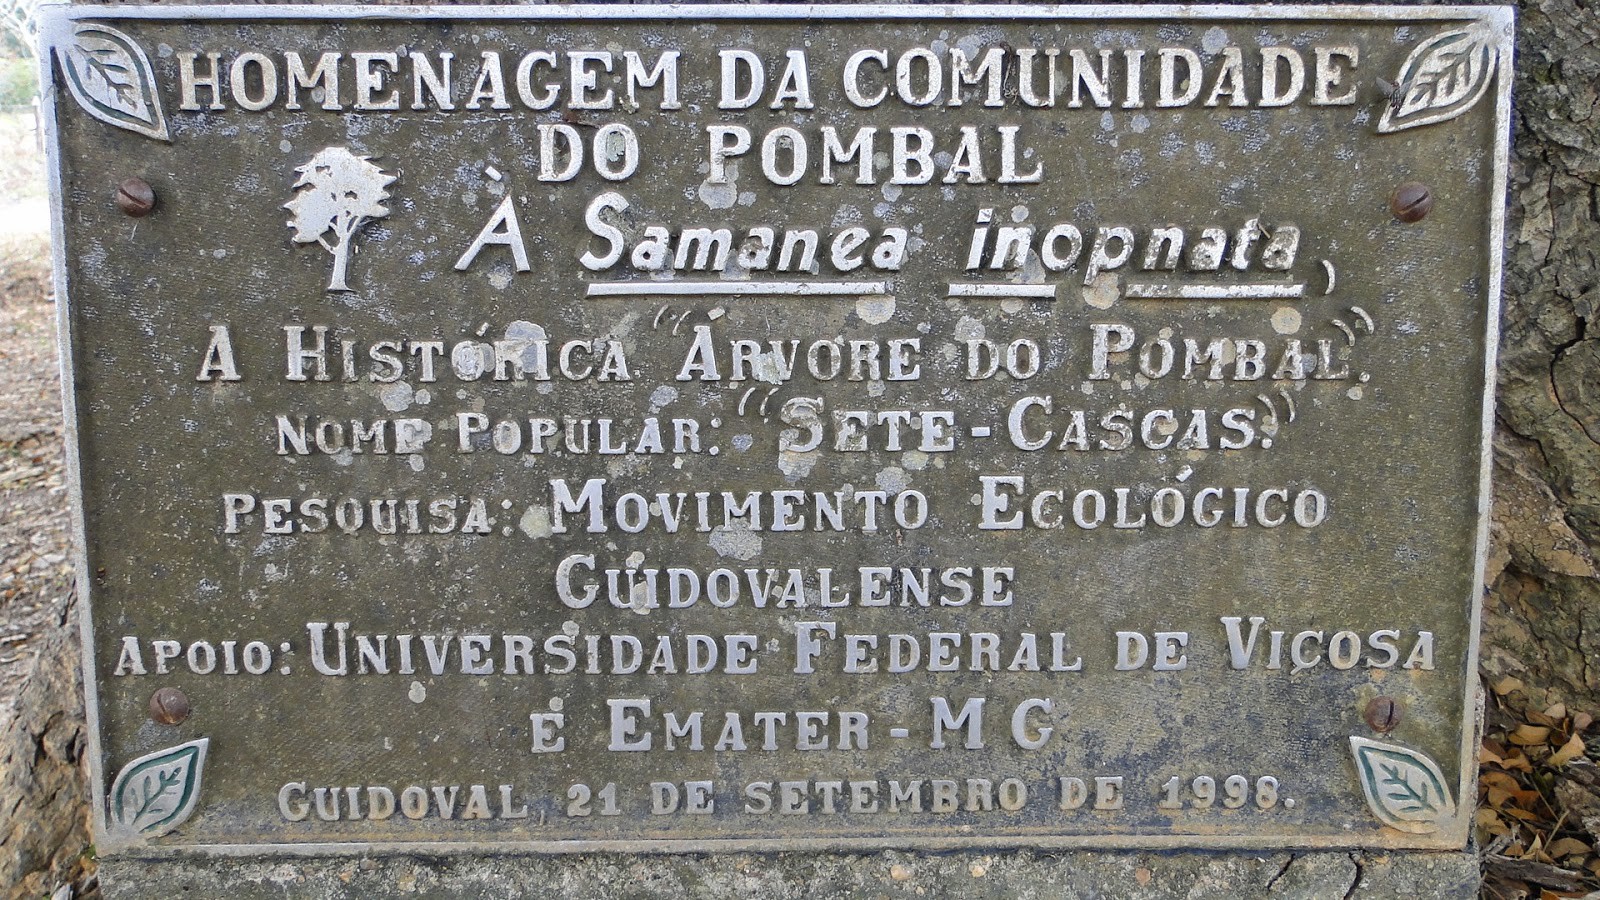 HOMENAGEM DA COMUNIDADE
DO POMBAL
À Samanea inopnata,
A HISTÓRICA "ÁRVORE DO POMBAL".
NOME POPULAR: "SETE-CASCAS."
PESQUISA: MOVIMENTO ECOLÓGICO
GUIDOVALENSE
APOIO: UNIVERSIDADE FEDERAL DE VIÇOSA
E EMATER-MG
GUIDOVAL, 21 DE SETEMBRO DE 1998.